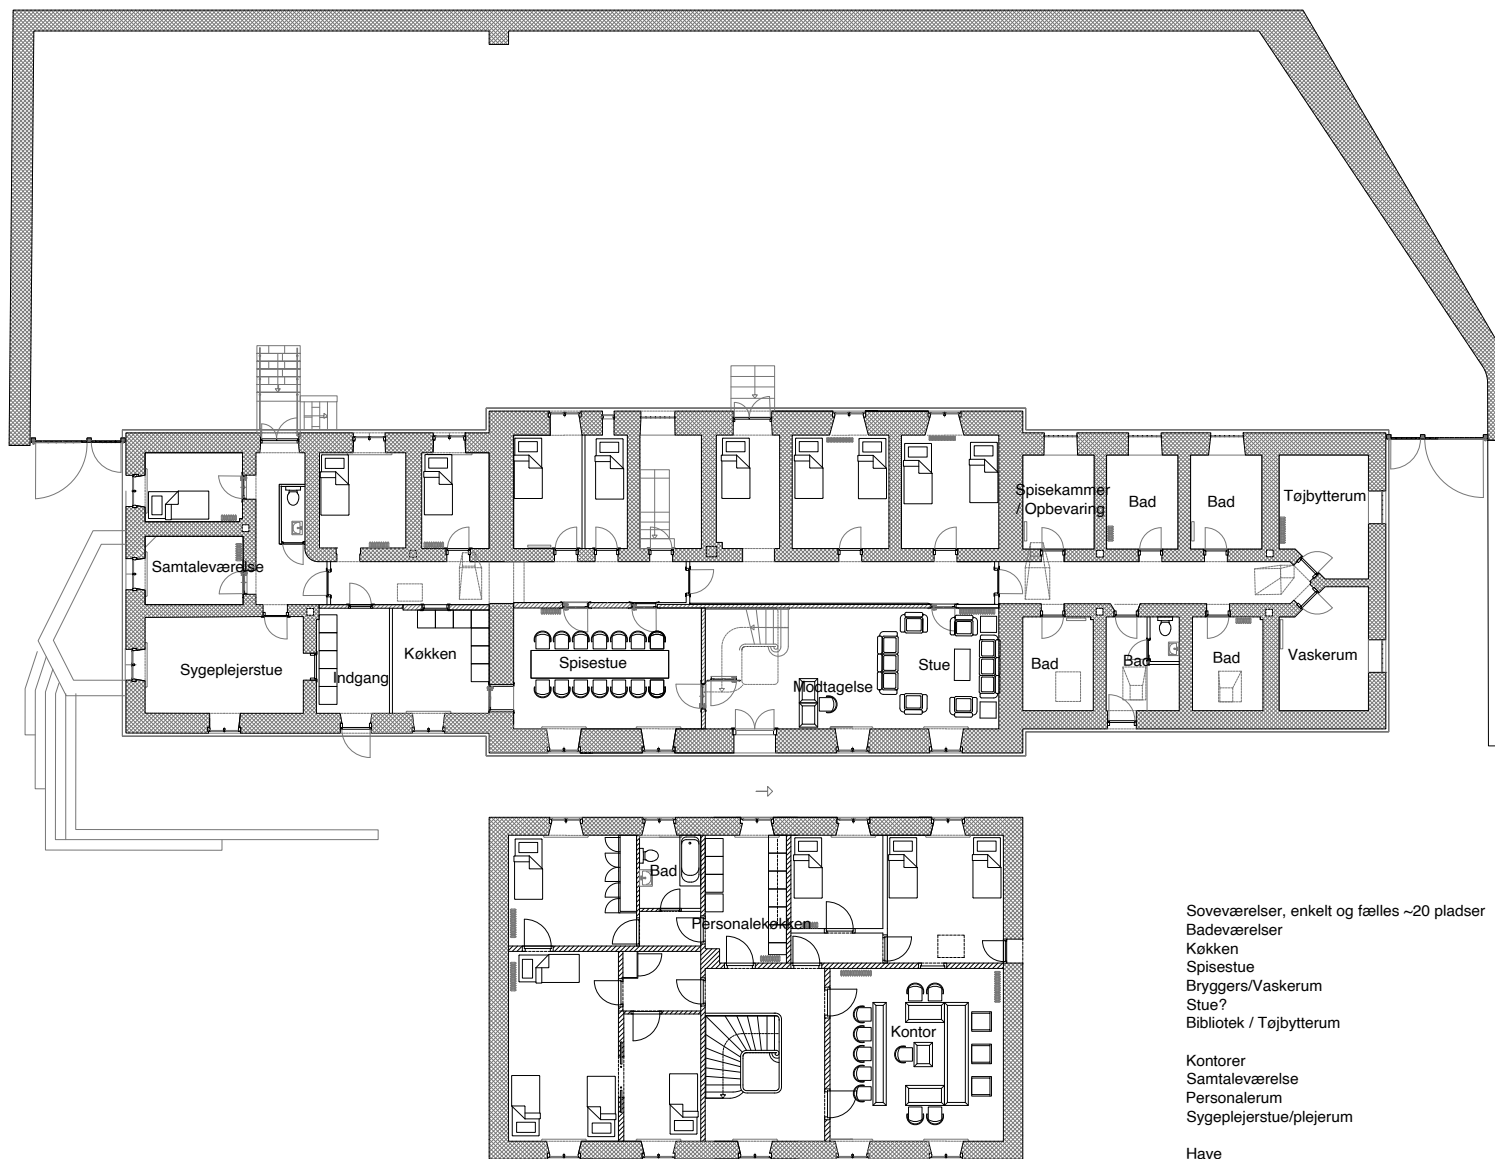 Spisekammer
/ Opbevaring
Bad
Bad
Tøjbytterum
Samtaleværelse
Sygeplejerstue
Indgang
Køkken
Spisestue
Modtagelse
Stue
Bad
Bad
Bad
Vaskerum
Bad
Personalekøkken
Kontor
Soveværelser, enkelt og fælles ~20 pladser
Badeværelser
Køkken
Spisestue
Bryggers/Vaskerum
Stue?
Bibliotek / Tøjbytterum
Kontorer
Samtaleværelse
Personalerum
Sygeplejerstue/plejerum
Have